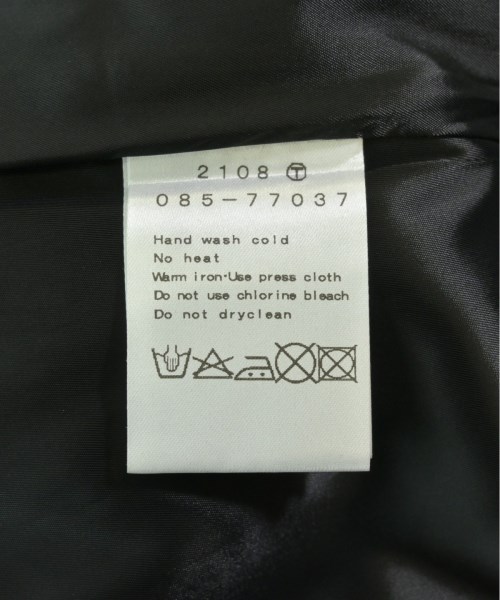 2108 Ⓣ
085-77037
Hand wash cold
No heat
Warm iron·Use press cloth
Do not use chlorine bleach
Do not dryclean